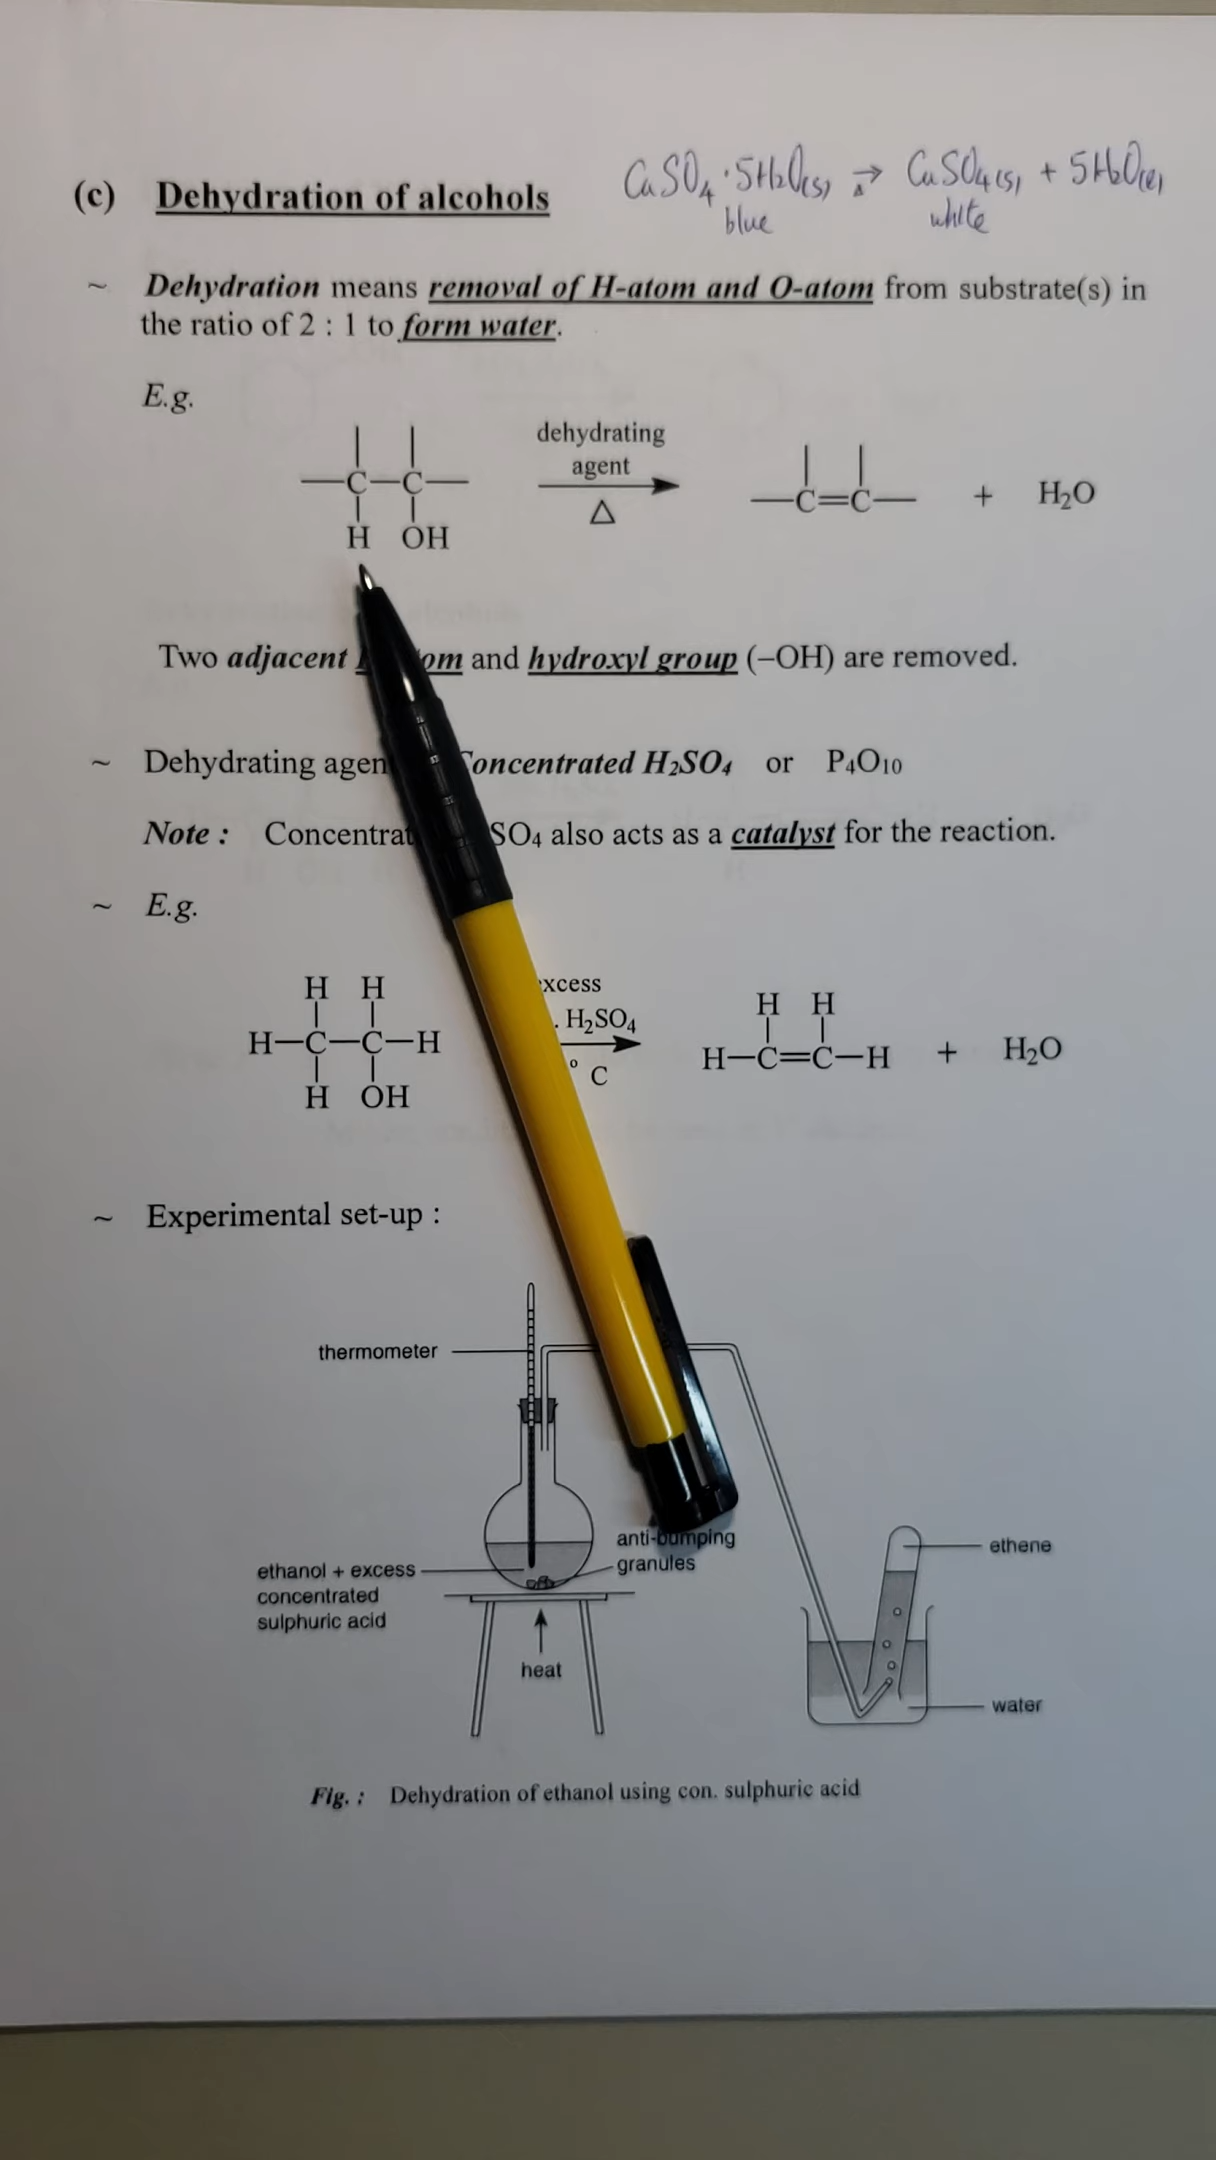 (c) Dehydration of alcohols
CuSO4·5H2O(s) →Δ CuSO4(s) + 5H2O(l)
blue white
~ Dehydration means removal of H-atom and O-atom from substrate(s) in
the ratio of 2 : 1 to form water.
E.g.
dehydrating
agent
—C—C— —C=C— + H2O
Δ
H OH
Two adjacent om and hydroxyl group (–OH) are removed.
~ Dehydrating agen oncentrated H2SO4 or P4O10
Note : Concentrat SO4 also acts as a catalyst for the reaction.
~ E.g.
xcess
H H H H
. H2SO4
H—C—C—H H—C=C—H + H2O
° C
H OH
~ Experimental set-up :
thermometer
anti-bumping
granules
ethene
ethanol + excess
concentrated
sulphuric acid
heat
water
Fig. : Dehydration of ethanol using con. sulphuric acid